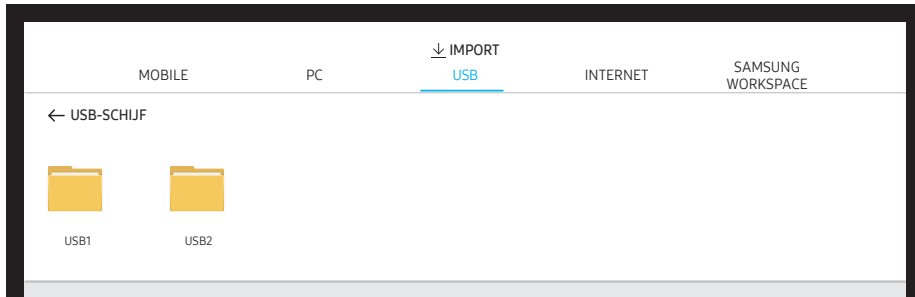 IMPORT
MOBILE
PC
USB
INTERNET
SAMSUNG
WORKSPACE
USB-SCHIJF
USB1
USB2